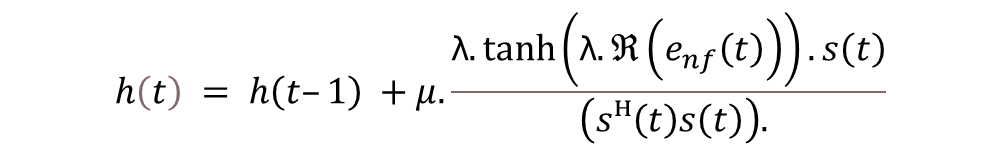 h(t) = h(t– 1) + μ. λ. tanh(λ. ℜ(e_nf(t))). s(t) / (s^H(t)s(t)).